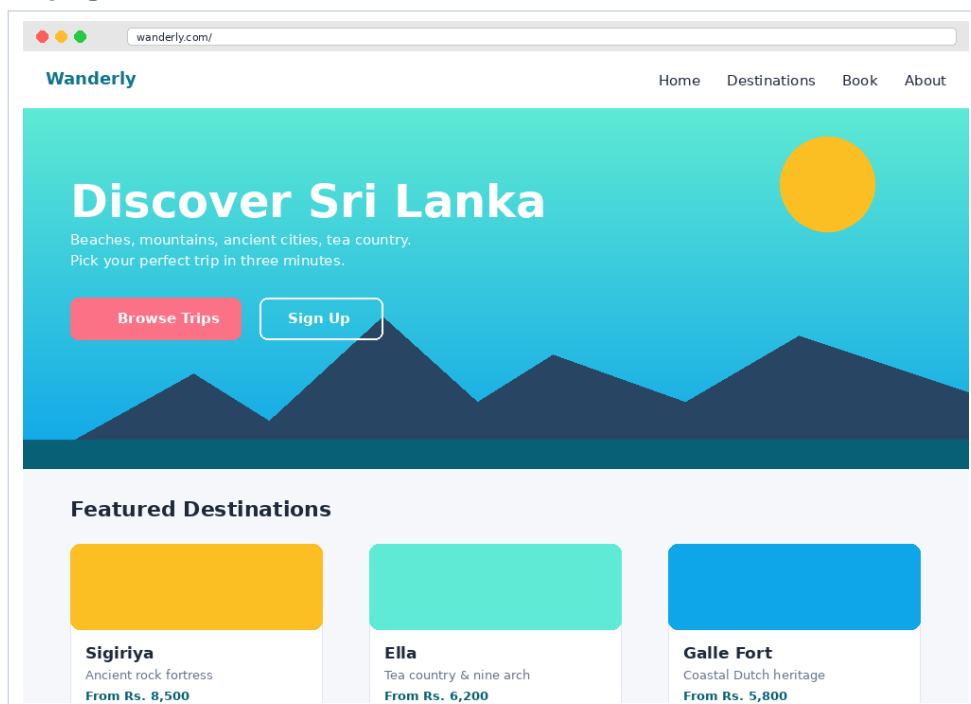 wanderly.com/
Wanderly
Home Destinations Book About
Discover Sri Lanka
Beaches, mountains, ancient cities, tea country.
Pick your perfect trip in three minutes.
Browse Trips Sign Up
Featured Destinations
Sigiriya
Ancient rock fortress
From Rs. 8,500
Ella
Tea country & nine arch
From Rs. 6,200
Galle Fort
Coastal Dutch heritage
From Rs. 5,800